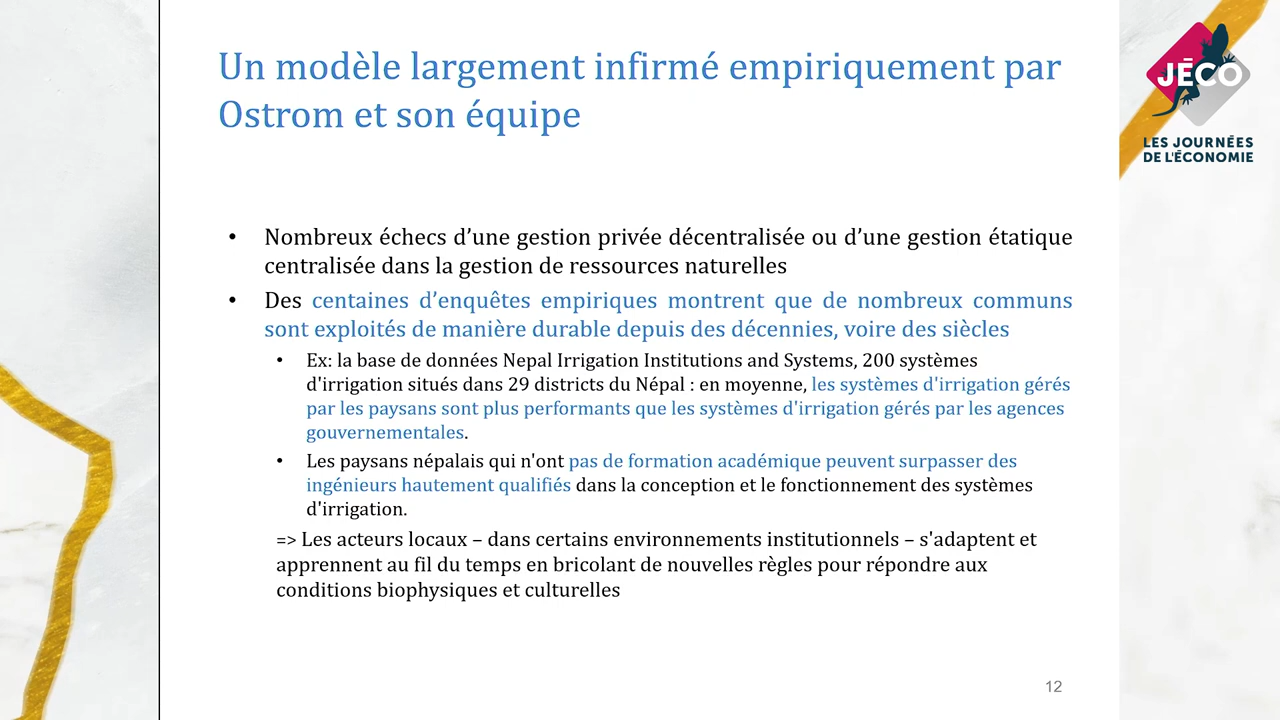 Un modèle largement infirmé empiriquement par
Ostrom et son équipe
JÉCO
LES JOURNÉES
DE L'ÉCONOMIE
• Nombreux échecs d’une gestion privée décentralisée ou d’une gestion étatique
centralisée dans la gestion de ressources naturelles
• Des centaines d’enquêtes empiriques montrent que de nombreux communs
sont exploités de manière durable depuis des décennies, voire des siècles
• Ex: la base de données Nepal Irrigation Institutions and Systems, 200 systèmes
d'irrigation situés dans 29 districts du Népal : en moyenne, les systèmes d'irrigation gérés
par les paysans sont plus performants que les systèmes d'irrigation gérés par les agences
gouvernementales.
• Les paysans népalais qui n'ont pas de formation académique peuvent surpasser des
ingénieurs hautement qualifiés dans la conception et le fonctionnement des systèmes
d'irrigation.
=> Les acteurs locaux – dans certains environnements institutionnels – s'adaptent et
apprennent au fil du temps en bricolant de nouvelles règles pour répondre aux
conditions biophysiques et culturelles
12